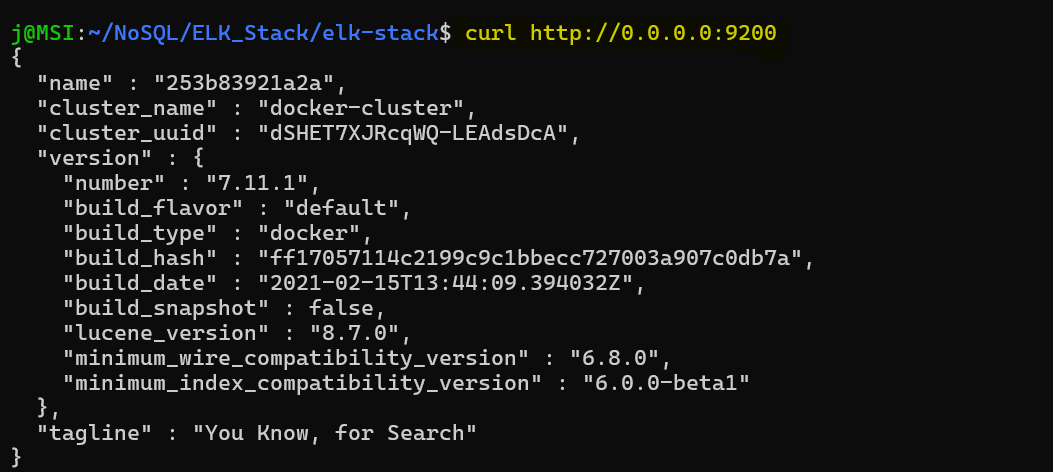 j@MSI:~/NoSQL/ELK_Stack/elk-stack$ curl http://0.0.0.0:9200
{
  "name" : "253b83921a2a",
  "cluster_name" : "docker-cluster",
  "cluster_uuid" : "dSHET7XJRcqWQ-LEAdsDcA",
  "version" : {
    "number" : "7.11.1",
    "build_flavor" : "default",
    "build_type" : "docker",
    "build_hash" : "ff17057114c2199c9c1bbecc727003a907c0db7a",
    "build_date" : "2021-02-15T13:44:09.394032Z",
    "build_snapshot" : false,
    "lucene_version" : "8.7.0",
    "minimum_wire_compatibility_version" : "6.8.0",
    "minimum_index_compatibility_version" : "6.0.0-beta1"
  },
  "tagline" : "You Know, for Search"
}